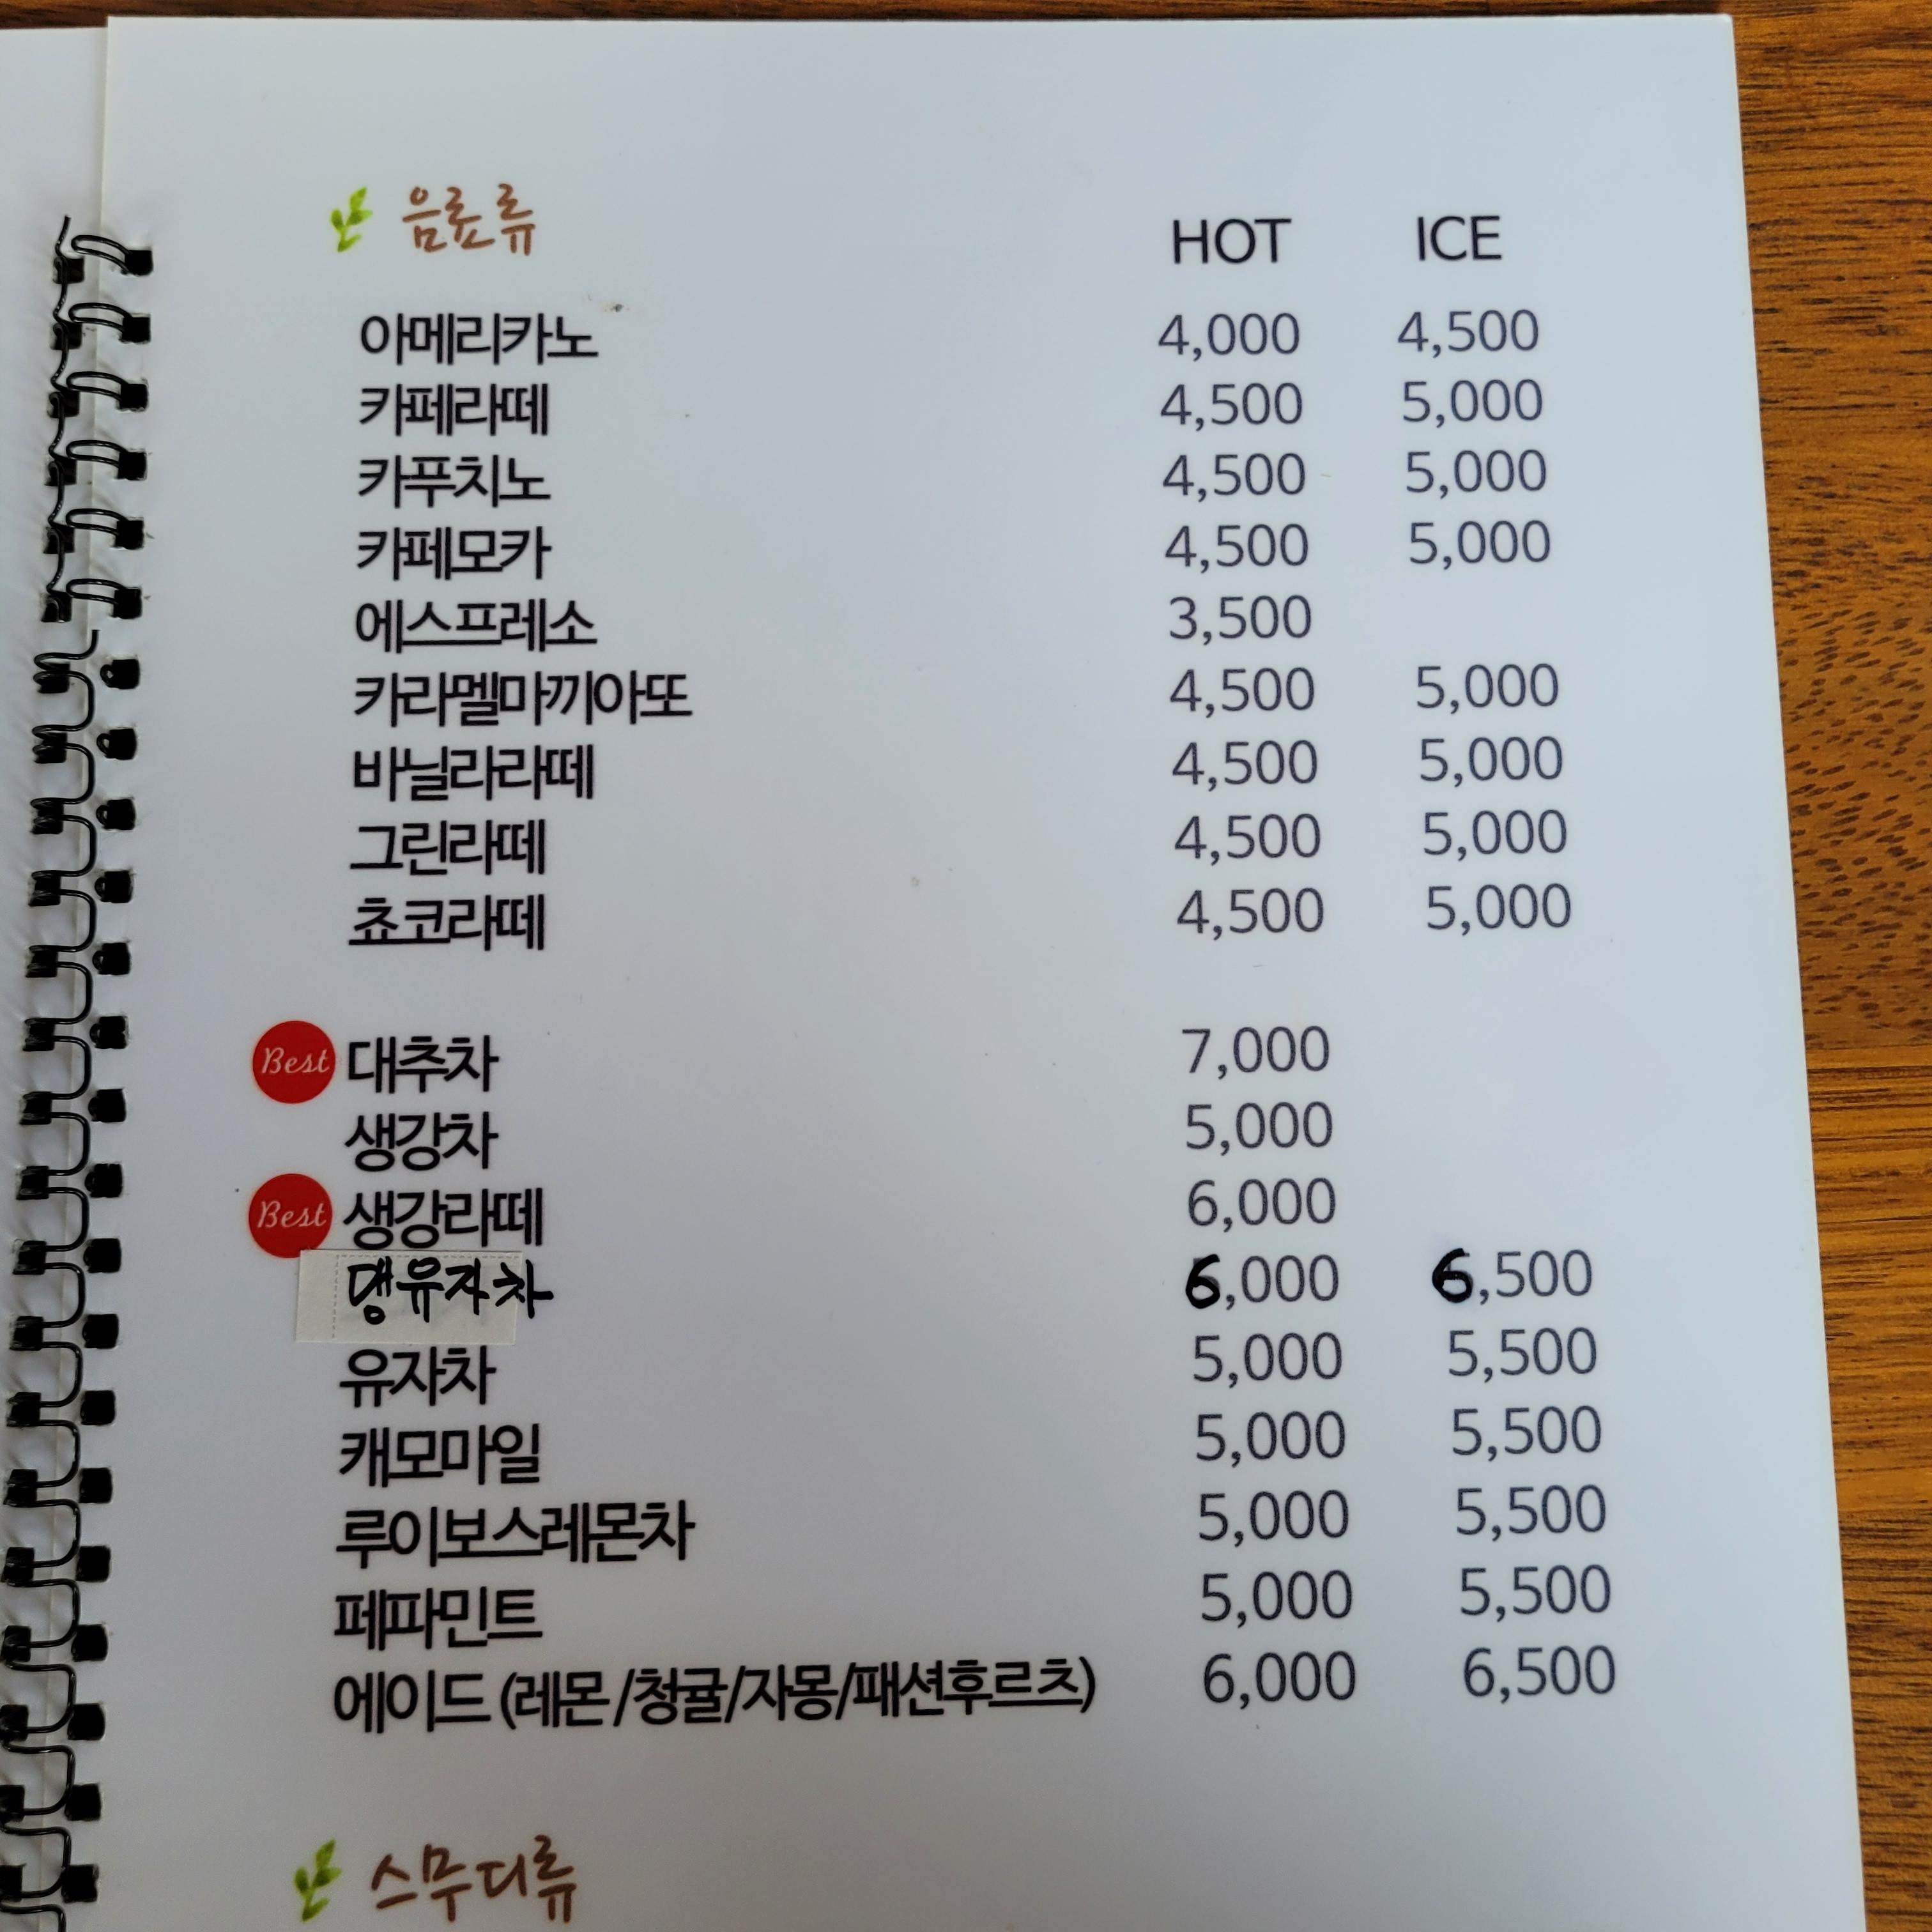 음료류 HOT ICE
아메리카노 4,000 4,500
카페라떼 4,500 5,000
카푸치노 4,500 5,000
카페모카 4,500 5,000
에스프레소 3,500
카라멜마끼아또 4,500 5,000
바닐라라떼 4,500 5,000
그린라떼 4,500 5,000
쵸코라떼 4,500 5,000
Best 대추차 7,000
생강차 5,000
Best 생강라떼 6,000
댕유자차 6,000 6,500
유자차 5,000 5,500
캐모마일 5,000 5,500
루이보스레몬차 5,000 5,500
페파민트 5,000 5,500
에이드 (레몬 /청귤/자몽/패션후르츠) 6,000 6,500
스무디류